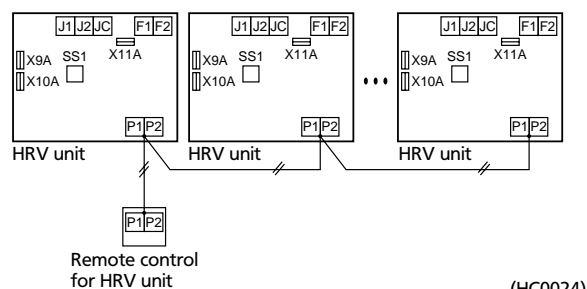 J1 J2 JC F1 F2 J1 J2 JC F1 F2 J1 J2 JC F1 F2
X9A SS1 X11A X9A SS1 X11A X9A SS1 X11A
X10A X10A X10A
P1 P2 P1 P2 P1 P2
HRV unit HRV unit HRV unit
P1 P2
Remote control
for HRV unit
(HC0024)